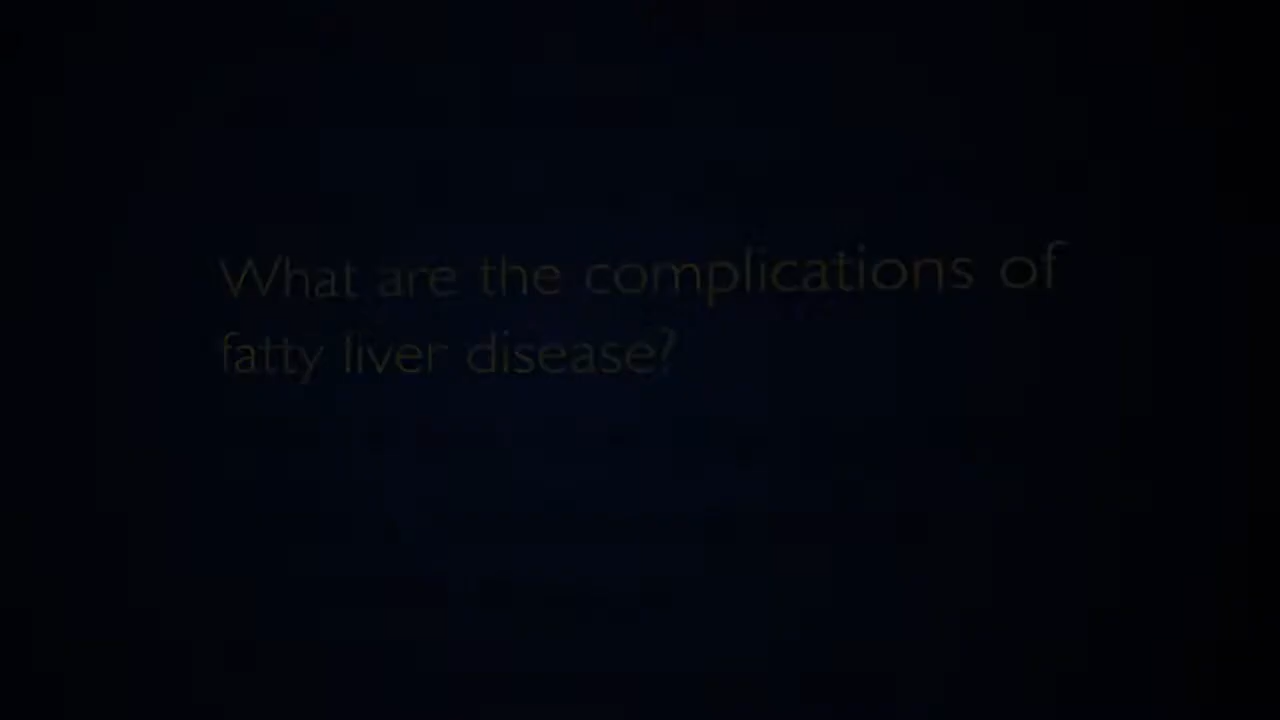 What are the complications of
fatty liver disease?